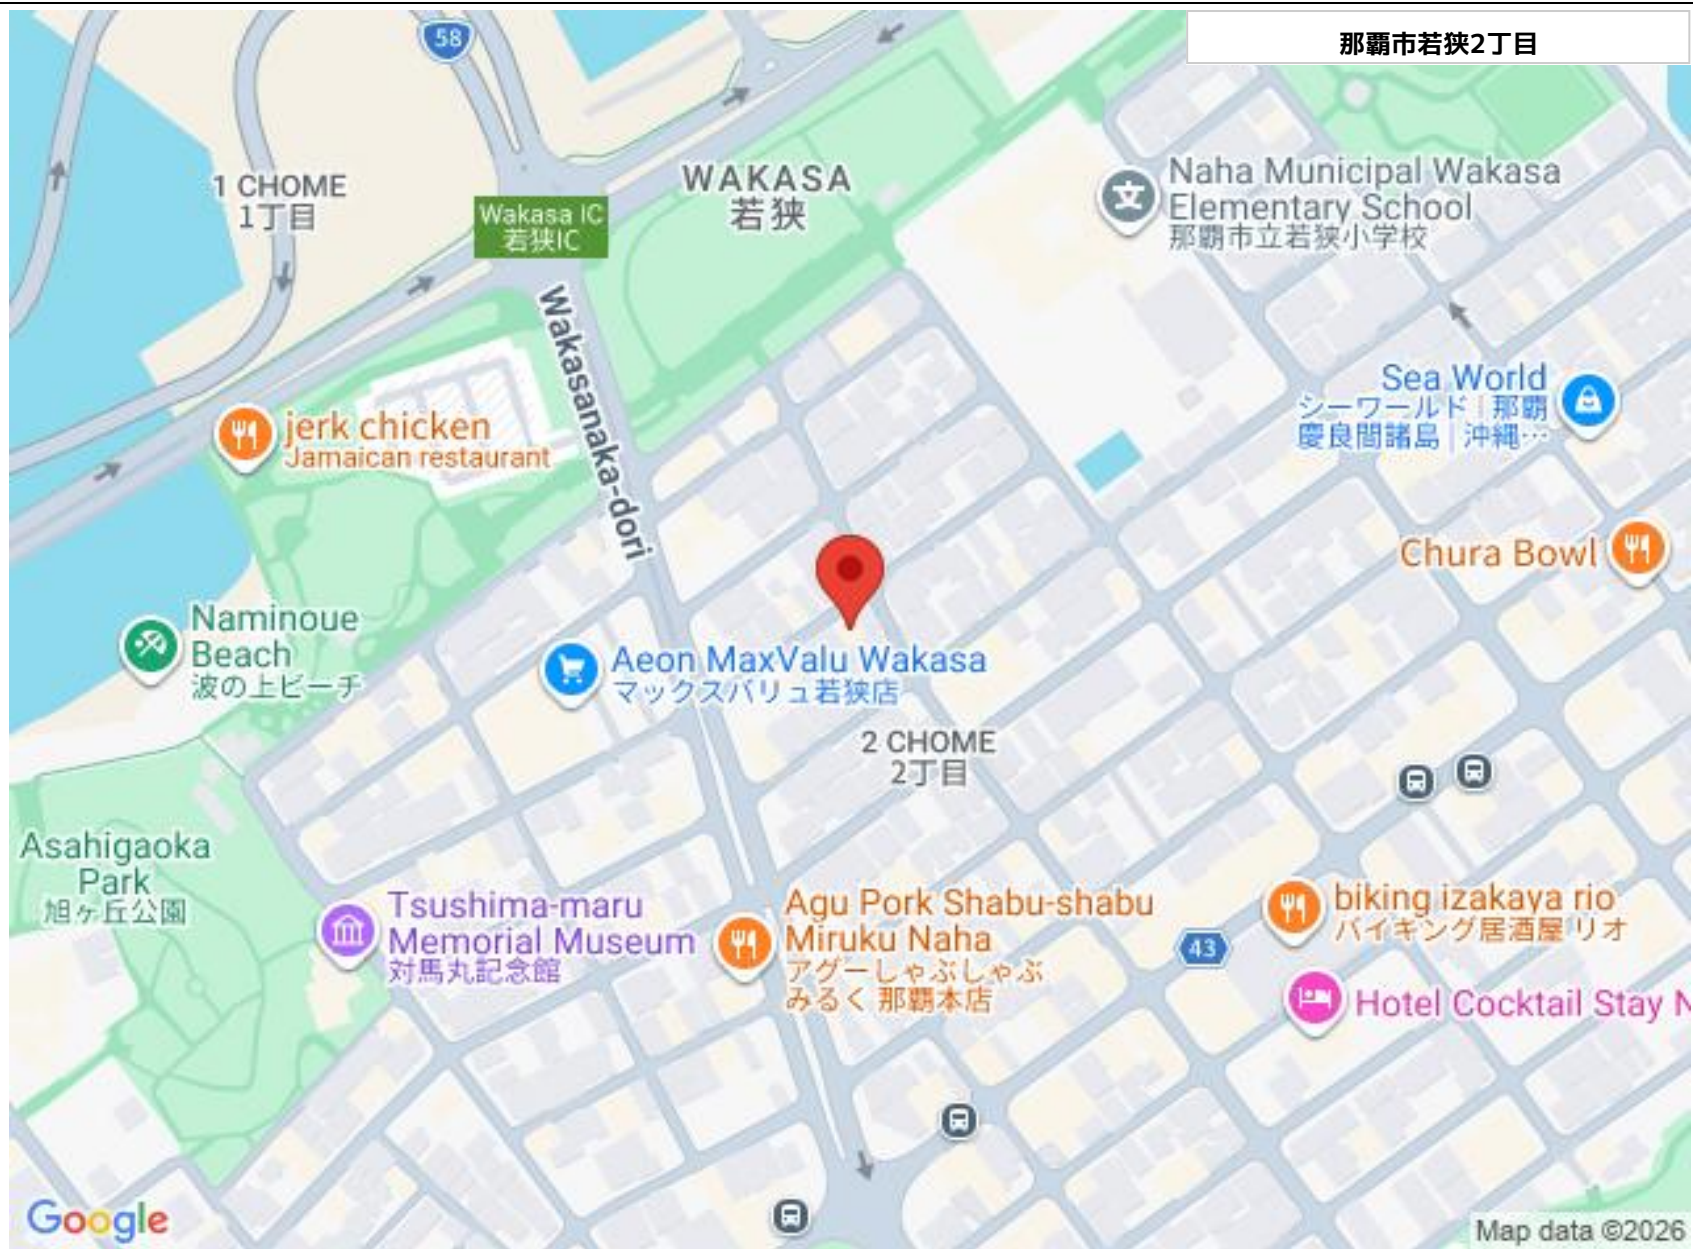 那覇市若狭2丁目
58
1 CHOME
1丁目
WAKASA
若狭
Wakasa IC
若狭IC
Naha Municipal Wakasa
Elementary School
那覇市立若狭小学校
Wakasanaka-dori
Sea World
シーワールド｜那覇
慶良間諸島｜沖縄…
jerk chicken
Jamaican restaurant
Chura Bowl
Naminoue
Beach
波の上ビーチ
Aeon MaxValu Wakasa
マックスバリュ若狭店
2 CHOME
2丁目
Asahigaoka
Park
旭ヶ丘公園
Tsushima-maru
Memorial Museum
対馬丸記念館
Agu Pork Shabu-shabu
Miruku Naha
アグーしゃぶしゃぶ
みるく 那覇本店
43
biking izakaya rio
バイキング居酒屋 リオ
Hotel Cocktail Stay N
Google
Map data ©2026